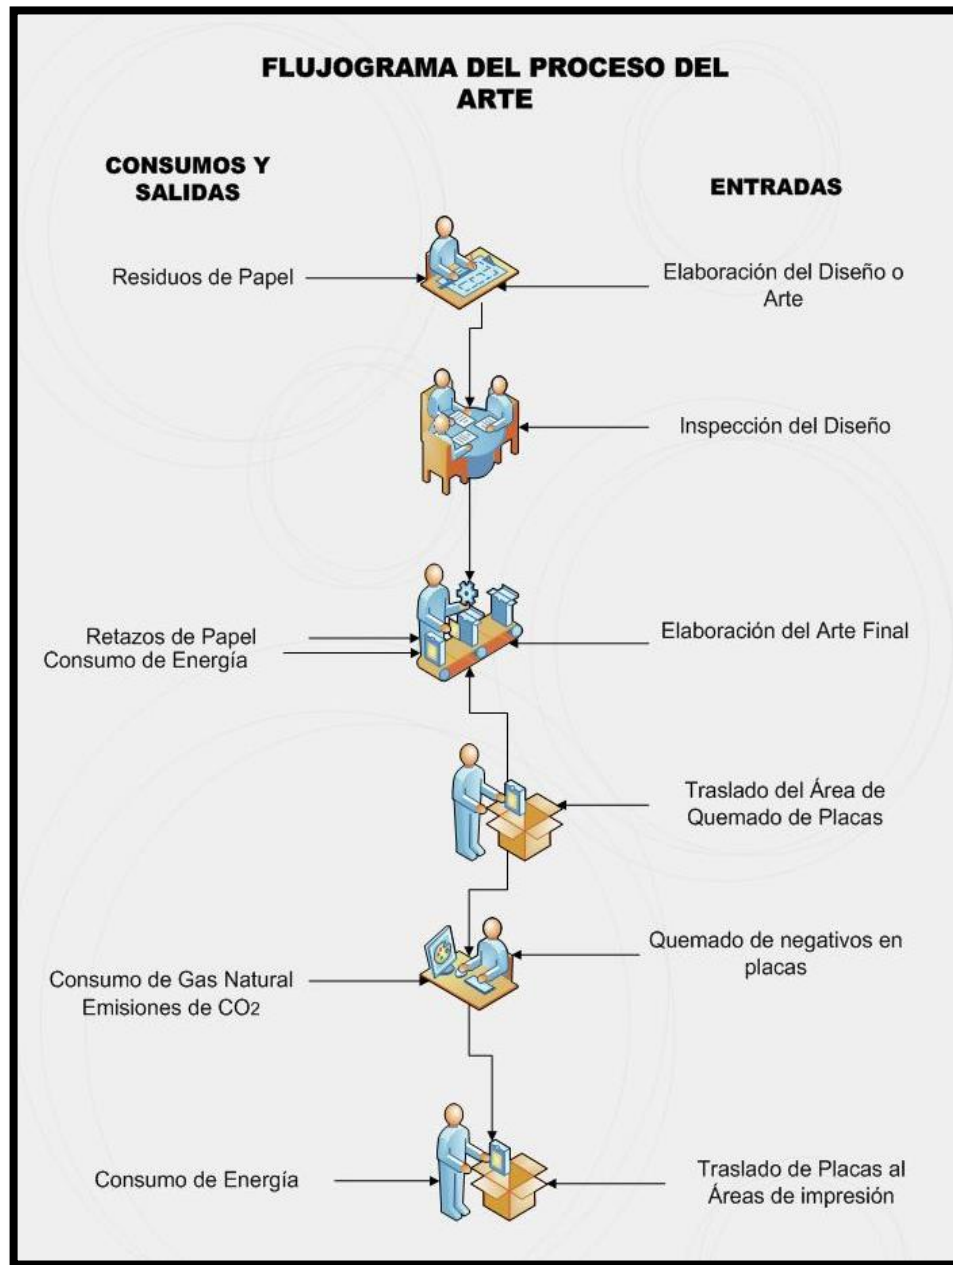 FLUJOGRAMA DEL PROCESO DEL
ARTE
CONSUMOS Y
SALIDAS
ENTRADAS
Residuos de Papel
Elaboración del Diseño o
Arte
Inspección del Diseño
Retazos de Papel
Consumo de Energía
Elaboración del Arte Final
Traslado del Área de
Quemado de Placas
Quemado de negativos en
placas
Consumo de Gas Natural
Emisiones de CO2
Consumo de Energía
Traslado de Placas al
Áreas de impresión